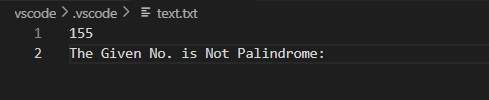 vscode > .vscode > text.txt
1 155
2 The Given No. is Not Palindrome: